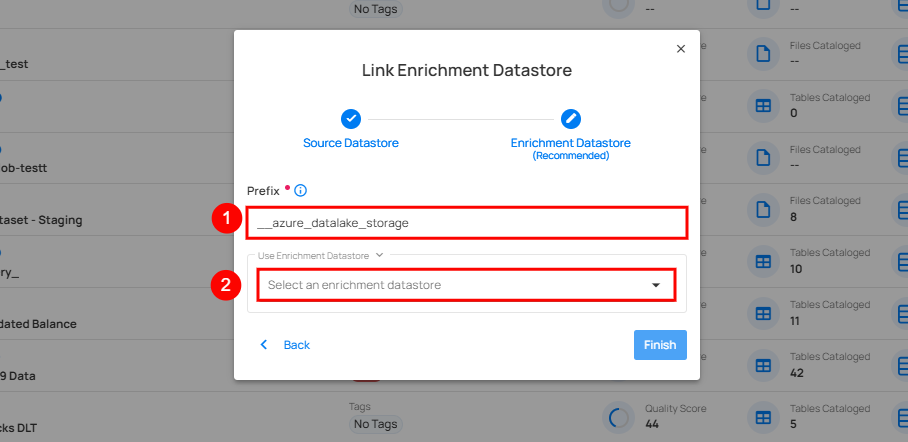 No Tags
--
--
_test
Files Cataloged
--
Tables Cataloged
0
ob-testt
Files Cataloged
--
taset - Staging
Files Cataloged
8
ry_
Tables Cataloged
10
dated Balance
Tables Cataloged
11
9 Data
Tables Cataloged
42
cks DLT
Tags
No Tags
Quality Score
44
Tables Cataloged
5
Link Enrichment Datastore
Source Datastore
Enrichment Datastore
(Recommended)
Prefix
1
__azure_datalake_storage
Use Enrichment Datastore
2
Select an enrichment datastore
Back
Finish